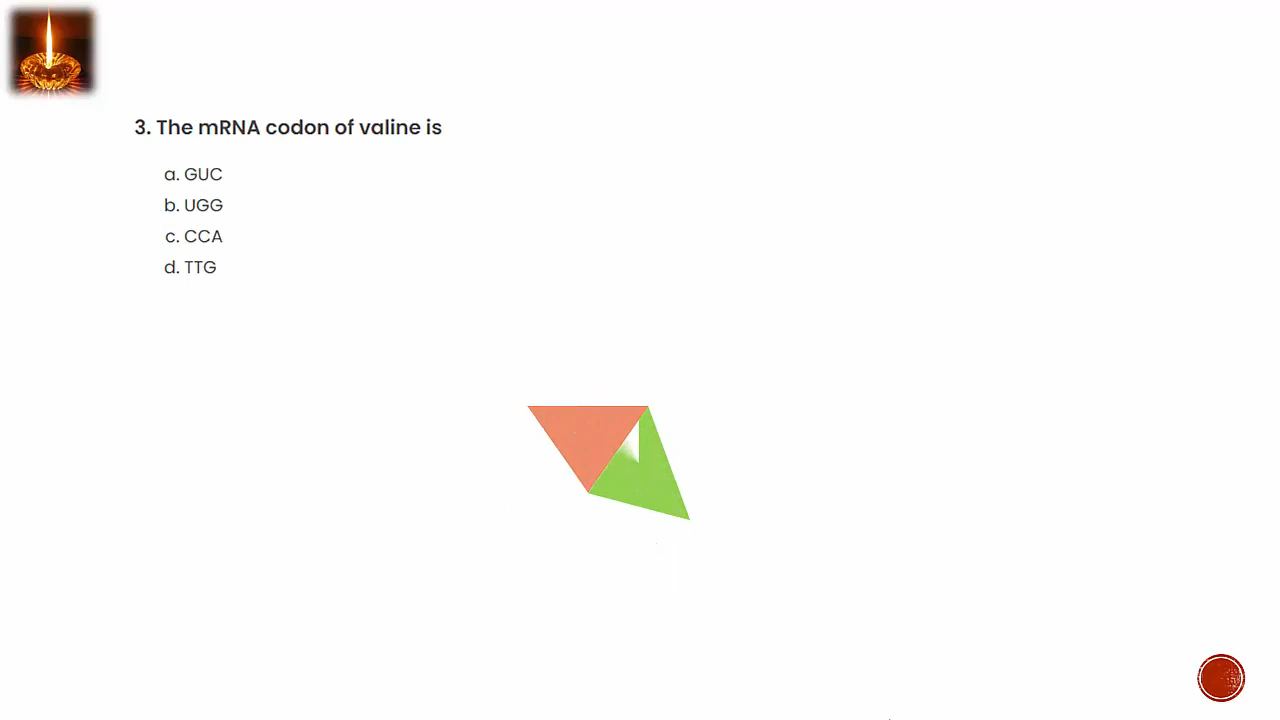 3. The mRNA codon of valine is
a. GUC
b. UGG
c. CCA
d. TTG